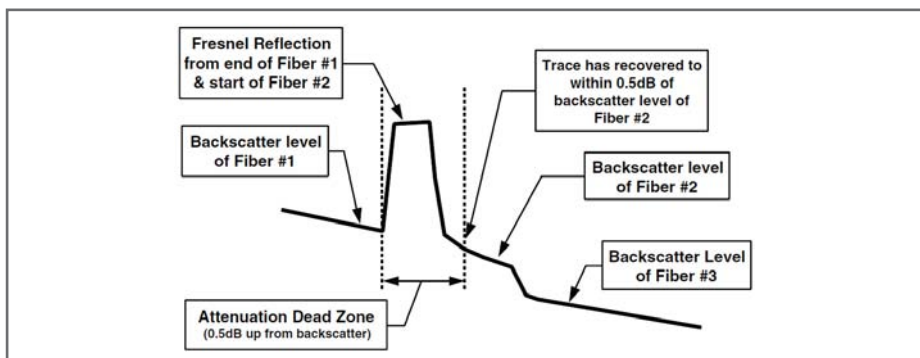 Fresnel Reflection
from end of Fiber #1
& start of Fiber #2
Trace has recovered to
within 0.5dB of
backscatter level of
Fiber #2
Backscatter level
of Fiber #1
Backscatter level
of Fiber #2
Backscatter Level
of Fiber #3
Attenuation Dead Zone
(0.5dB up from backscatter)